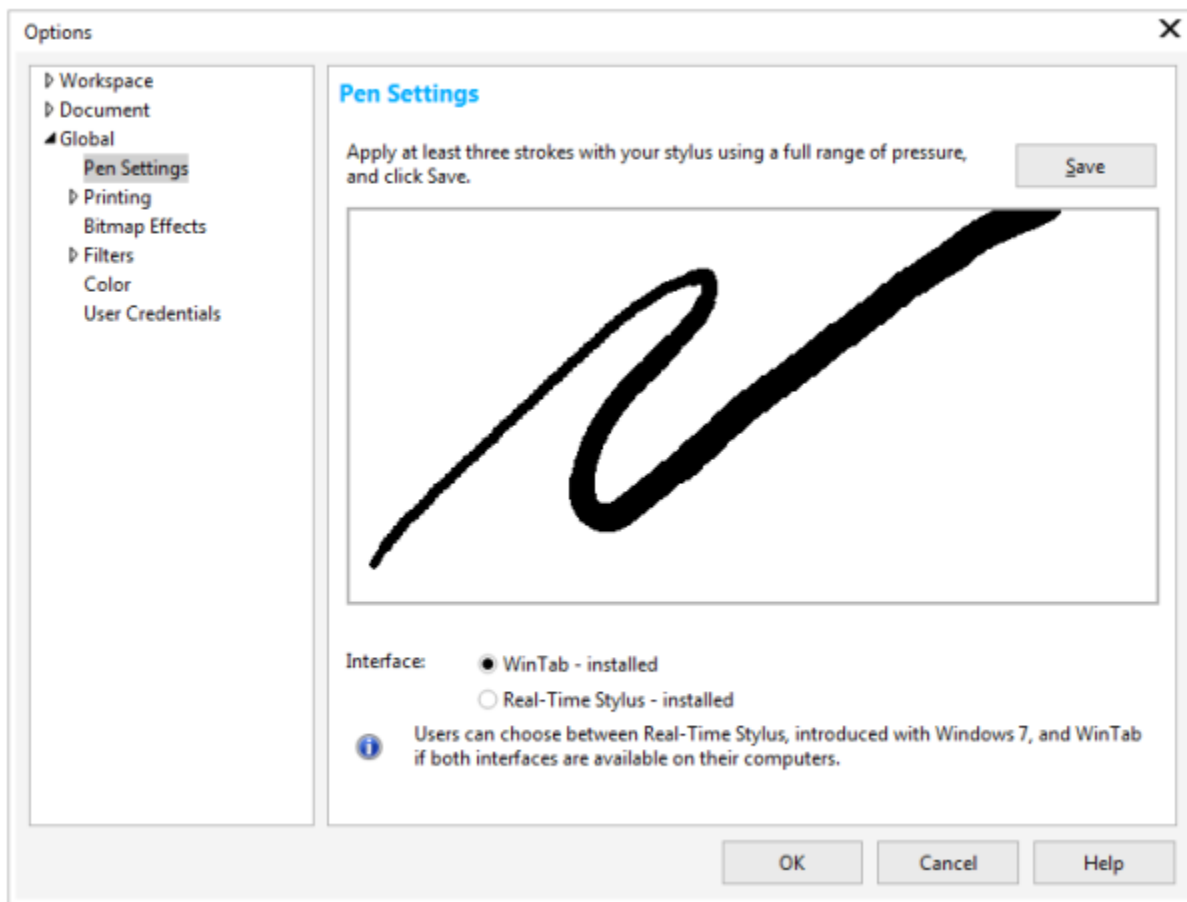 Options
Workspace
Document
Global
Pen Settings
Printing
Bitmap Effects
Filters
Color
User Credentials
Pen Settings
Apply at least three strokes with your stylus using a full range of pressure,
and click Save.
Save
Interface:
WinTab - installed
Real-Time Stylus - installed
Users can choose between Real-Time Stylus, introduced with Windows 7, and WinTab
if both interfaces are available on their computers.
OK
Cancel
Help